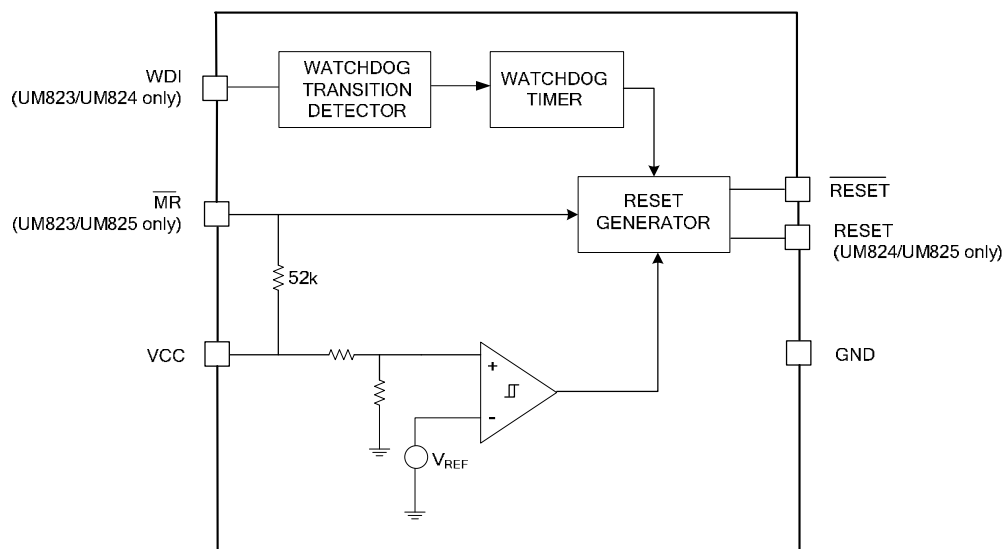 WDI
(UM823/UM824 only)
WATCHDOG
TRANSITION
DETECTOR
WATCHDOG
TIMER
MR
(UM823/UM825 only)
RESET
GENERATOR
RESET
RESET
(UM824/UM825 only)
52k
VCC
+
-
VREF
GND